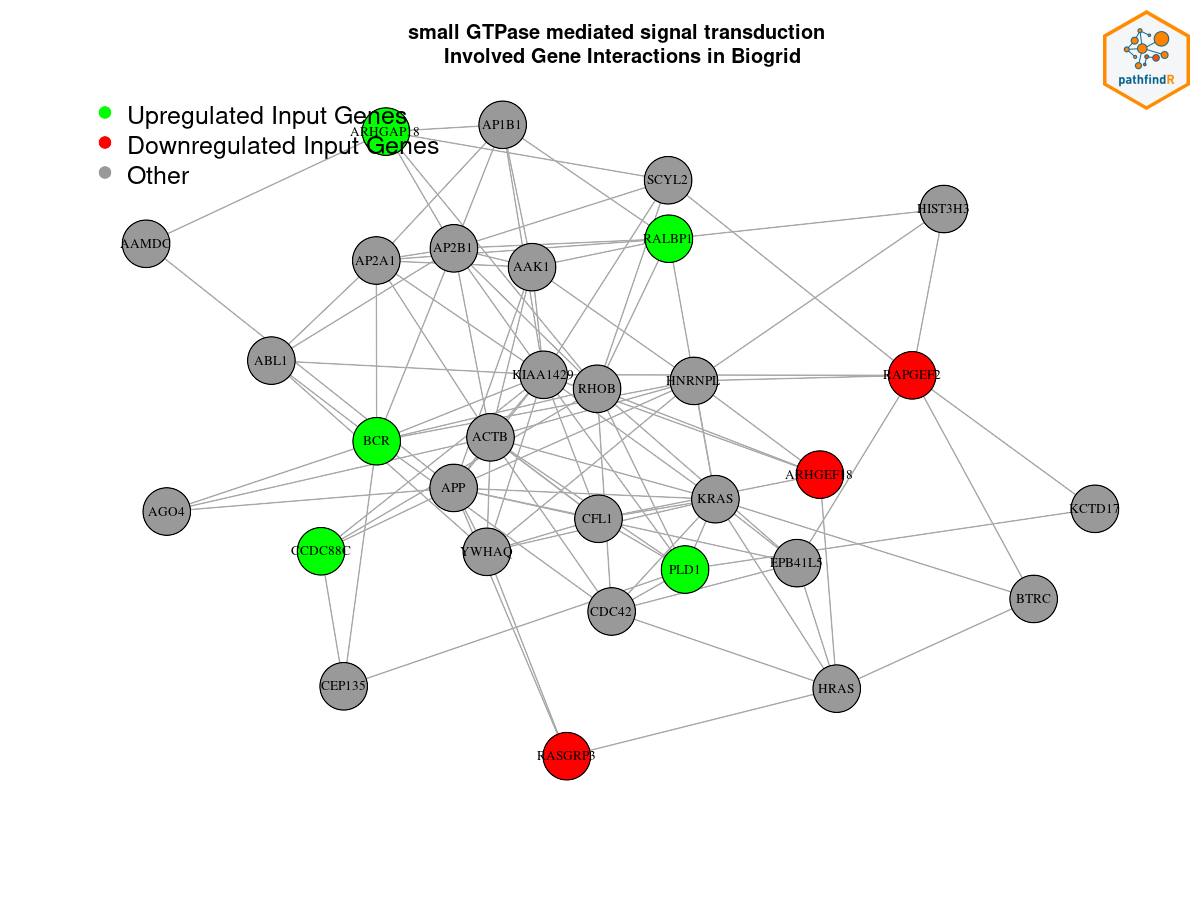 small GTPase mediated signal transduction
Involved Gene Interactions in Biogrid
pathfindR
Upregulated Input Genes
Downregulated Input Genes
Other
ARHGAP18
AP1B1
SCYL2
HIST3H3
RALBP1
AAMDC
AP2B1
AP2A1
AAK1
ABL1
KIAA1429
RHOB
HNRNPL
RAPGEF2
BCR
ACTB
ARHGEF18
APP
KRAS
AGO4
KCTD17
CFL1
CCDC88C
YWHAQ
PLD1
EPB41L5
CDC42
BTRC
CEP135
HRAS
RASGRP3